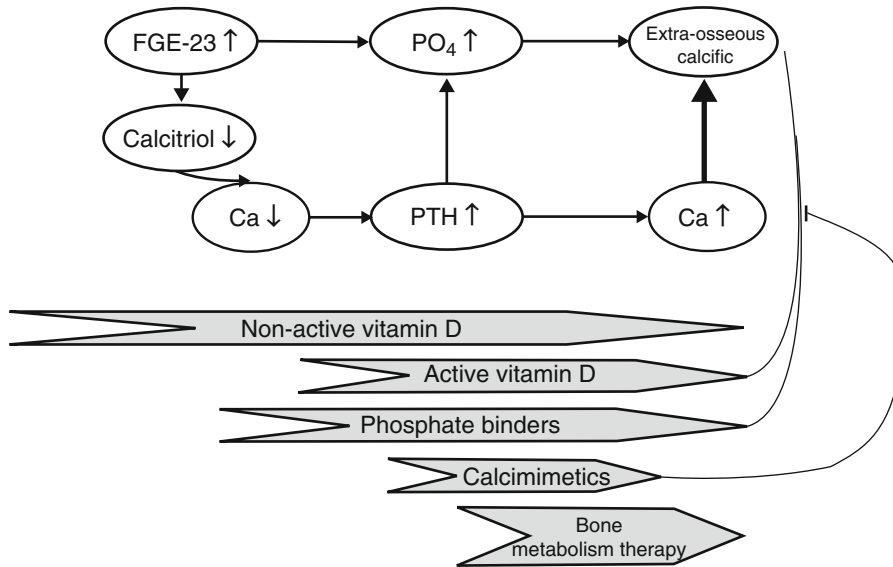 FGE-23 ↑
PO₄ ↑
Extra-osseous
calcific
Calcitriol ↓
Ca ↓
PTH ↑
Ca ↑
Non-active vitamin D
Active vitamin D
Phosphate binders
Calcimimetics
Bone
metabolism therapy